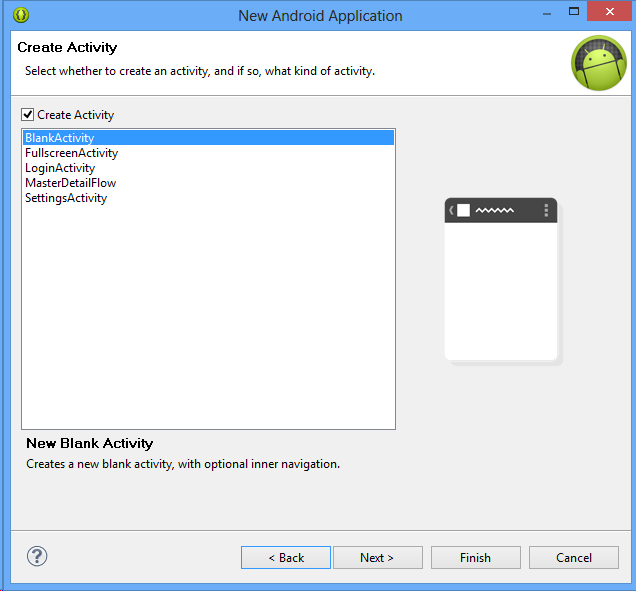 New Android Application
Create Activity
Select whether to create an activity, and if so, what kind of activity.
Create Activity
BlankActivity
FullscreenActivity
LoginActivity
MasterDetailFlow
SettingsActivity
New Blank Activity
Creates a new blank activity, with optional inner navigation.
< Back
Next >
Finish
Cancel